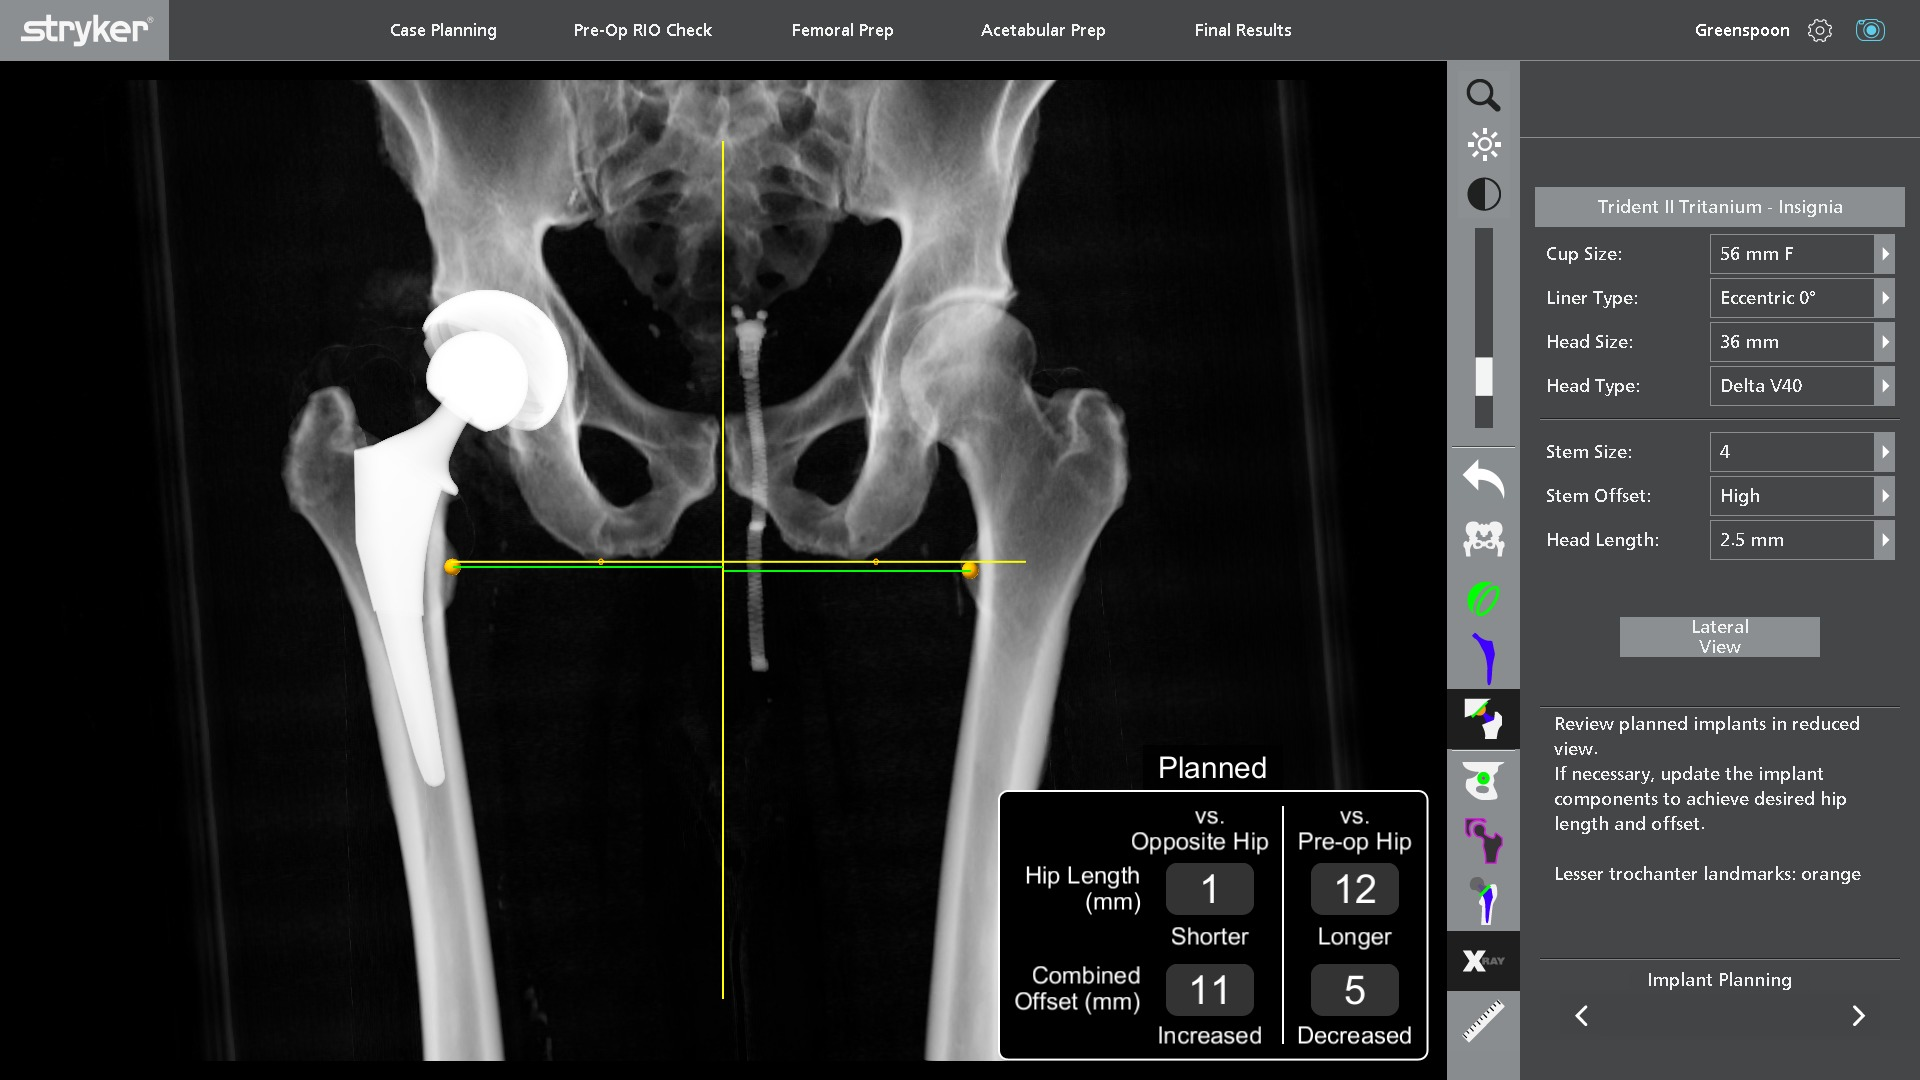 stryker®
Case Planning
Pre-Op RIO Check
Femoral Prep
Acetabular Prep
Final Results
Greenspoon
Trident II Tritanium - Insignia
Cup Size: 56 mm F
Liner Type: Eccentric 0°
Head Size: 36 mm
Head Type: Delta V40
Stem Size: 4
Stem Offset: High
Head Length: 2.5 mm
Lateral
View
Review planned implants in reduced
view.
If necessary, update the implant
components to achieve desired hip
length and offset.
Lesser trochanter landmarks: orange
Implant Planning
XRAY
Planned
vs. vs.
Opposite Hip Pre-op Hip
Hip Length
(mm)
1 12
Shorter Longer
Combined
Offset (mm)
11 5
Increased Decreased